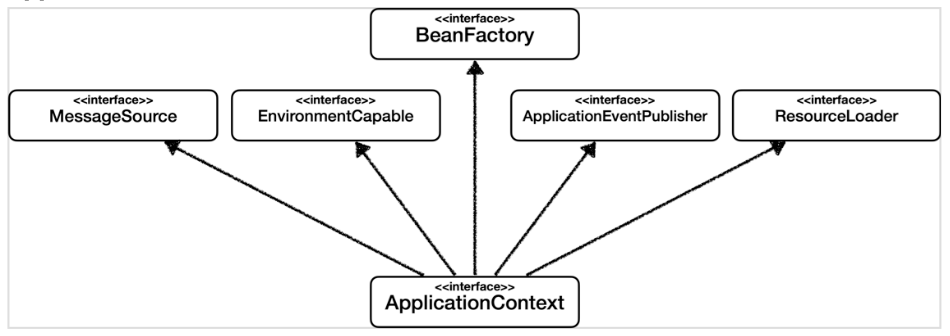 <<interface>>
BeanFactory
<<interface>>
MessageSource
<<interface>>
EnvironmentCapable
<<interface>>
ApplicationEventPublisher
<<interface>>
ResourceLoader
<<interface>>
ApplicationContext